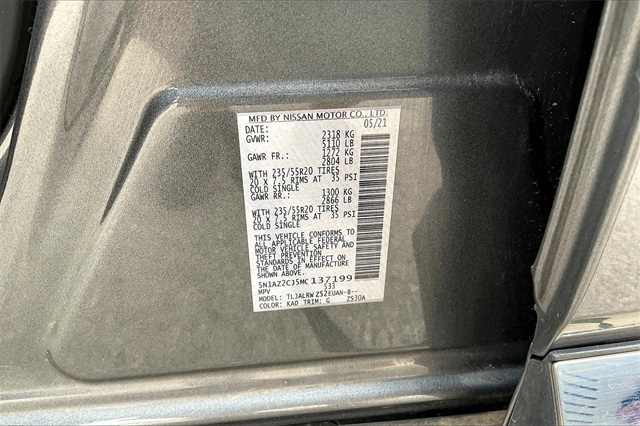 MFD BY NISSAN MOTOR CO., LTD.
DATE: 05/21
GVWR: 2318 KG
5110 LB
GAWR FR.: 1272 KG
2804 LB
WITH 235/55R20 TIRES
20 x 7.5 RIMS AT 35 PSI
COLD SINGLE
GAWR RR.: 1300 KG
2866 LB
WITH 235/55R20 TIRES
20 x 7.5 RIMS AT 35 PSI
COLD SINGLE
THIS VEHICLE CONFORMS TO
ALL APPLICABLE FEDERAL
MOTOR VEHICLE SAFETY AND
THEFT PREVENTION
STANDARDS IN EFFECT ON
THE DATE OF MANUFACTURE
SHOWN ABOVE.
5N1AZ2CJ5MC137199
MPV S33
MODEL: TLJALRWZ52EUAN-B--
COLOR: KAD TRIM: G ZS30A